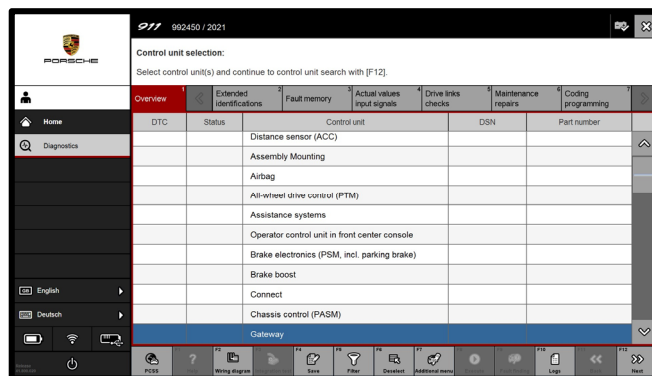 911 992450 / 2021
PORSCHE
Control unit selection:
Select control unit(s) and continue to control unit search with [F12].
Overview 1
Extended identifications 2
Fault memory 3
Actual values input signals 4
Drive links checks 5
Maintenance repairs 6
Coding programming 7
Home
Diagnostics
DTC Status Control unit DSN Part number
Distance sensor (ACC)
Assembly Mounting
Airbag
All-wheel drive control (PTM)
Assistance systems
Operator control unit in front center console
Brake electronics (PSM, incl. parking brake)
Brake boost
Connect
Chassis control (PASM)
Gateway
GB English
Deutsch
PCSS
Help
F2 Wiring diagram
F4 Save
F5 Filter
F6 Deselect
F7 Additional menu
F10 Logs
Back
F12 Next